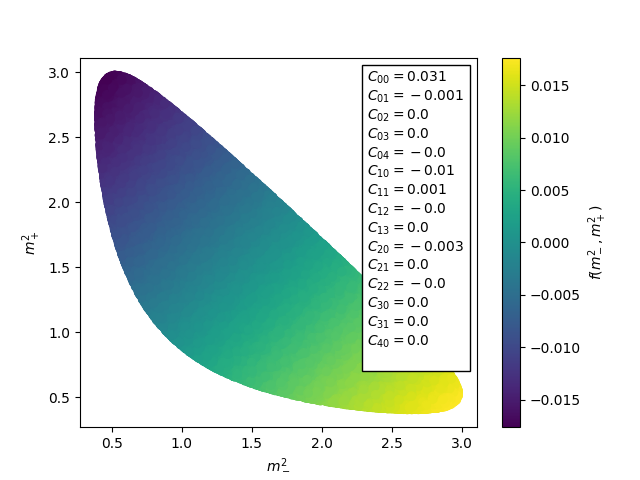 3.0
2.5
2.0
1.5
1.0
0.5
m²₊
0.5
1.0
1.5
2.0
2.5
3.0
m²₋
C₀₀ = 0.031
C₀₁ = −0.001
C₀₂ = 0.0
C₀₃ = 0.0
C₀₄ = −0.0
C₁₀ = −0.01
C₁₁ = 0.001
C₁₂ = −0.0
C₁₃ = 0.0
C₂₀ = −0.003
C₂₁ = 0.0
C₂₂ = −0.0
C₃₀ = 0.0
C₃₁ = 0.0
C₄₀ = 0.0
0.015
0.010
0.005
0.000
−0.005
−0.010
−0.015
f(m²₋, m²₊)